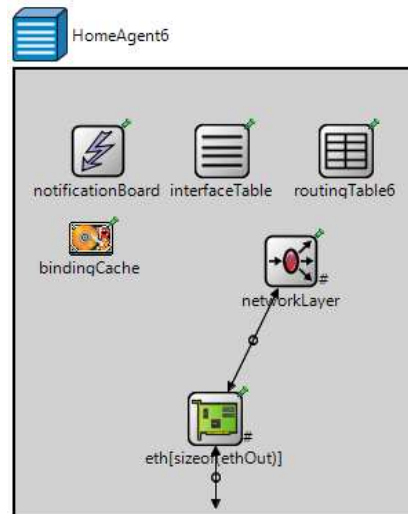 HomeAgent6
notificationBoard interfaceTable routingTable6
bindingCache
#
networkLayer
#
eth[sizeof(ethOut)]